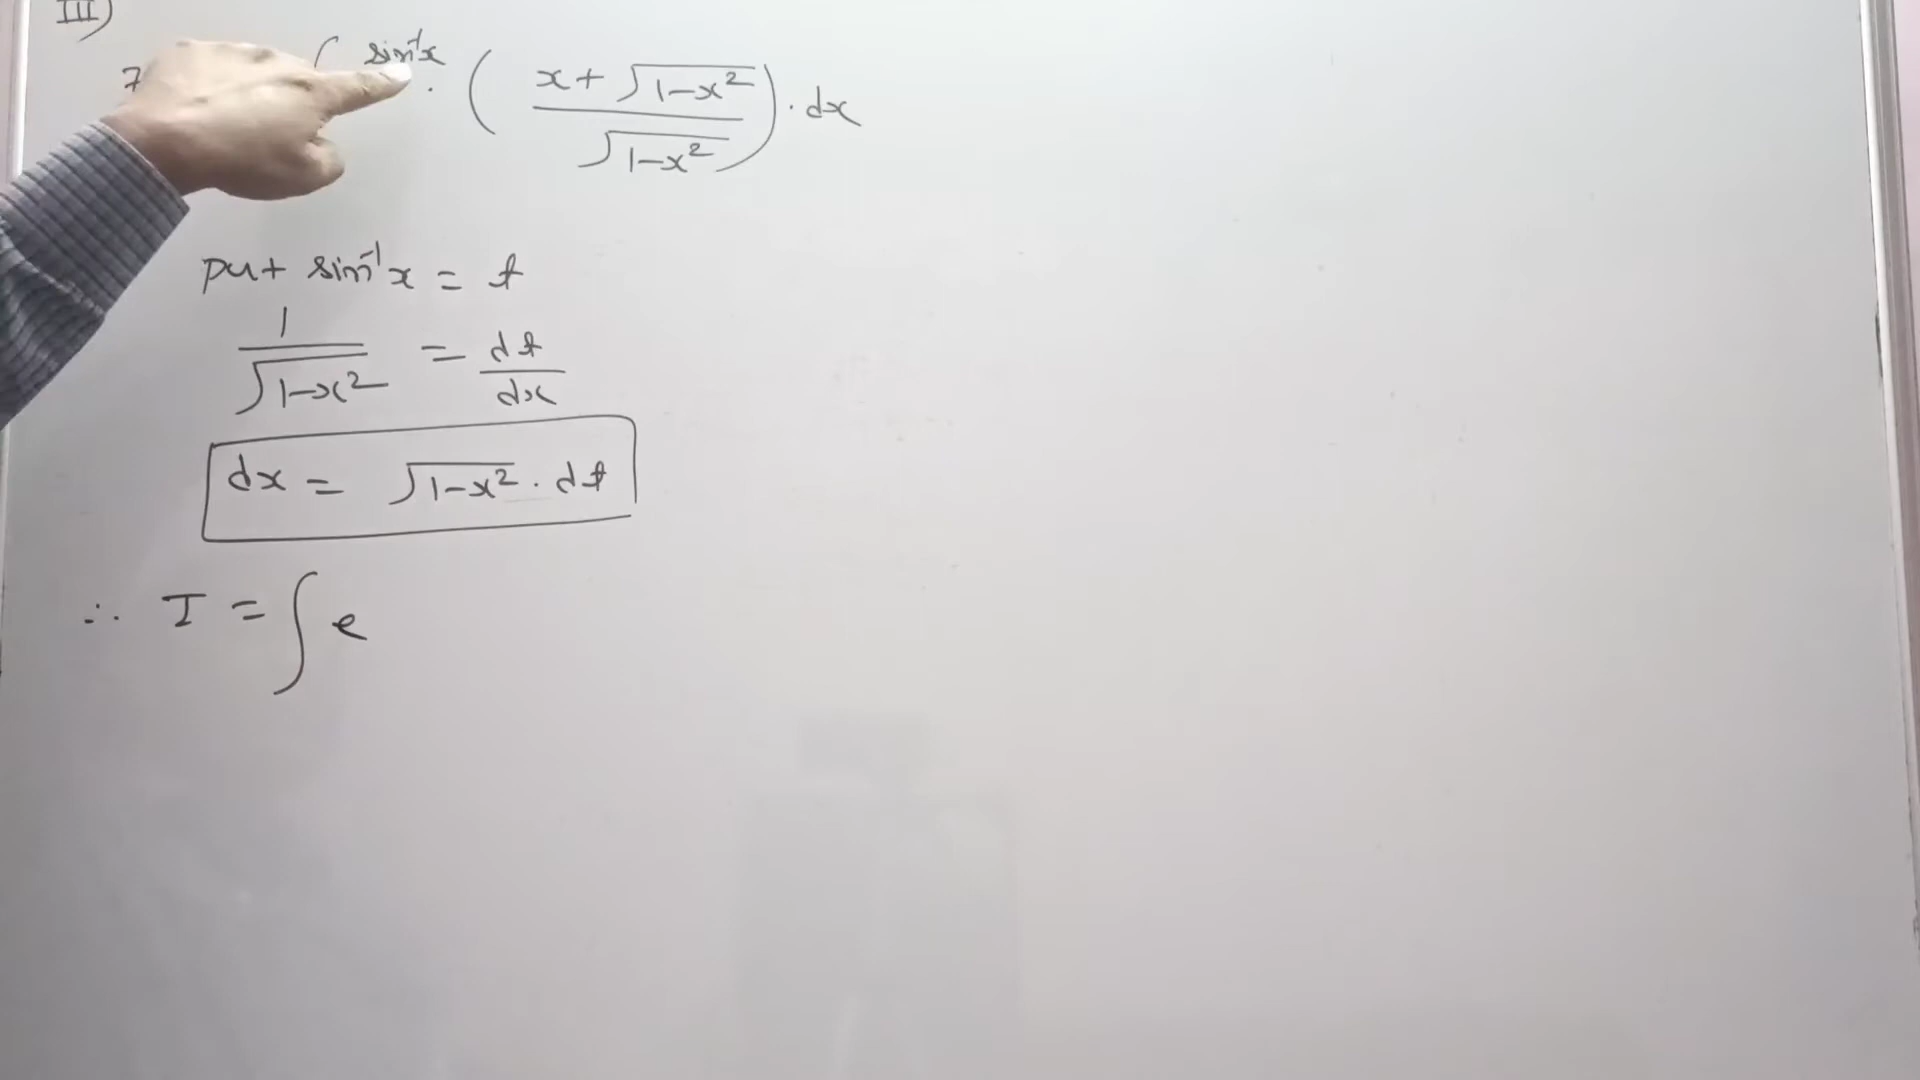 III)
7
∫ sin⁻¹x · ( x + √1-x² / √1-x² ) · dx
put sin⁻¹x = t
1 / √1-x² = dt / dx
dx = √1-x² · dt
∴ I = ∫ e